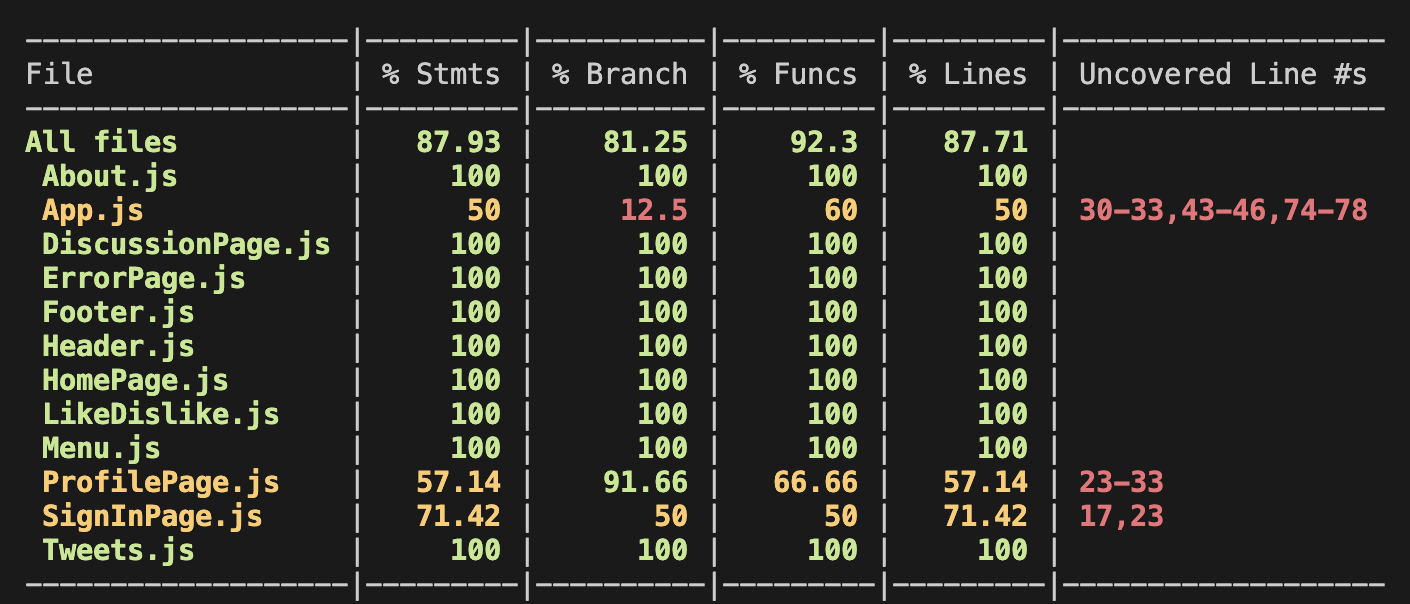 -------------------|---------|----------|---------|---------|-------------------
File               | % Stmts | % Branch | % Funcs | % Lines | Uncovered Line #s
-------------------|---------|----------|---------|---------|-------------------
All files          |   87.93 |    81.25 |    92.3 |   87.71 |
 About.js          |     100 |      100 |     100 |     100 |
 App.js            |      50 |     12.5 |      60 |      50 | 30-33,43-46,74-78
 DiscussionPage.js |     100 |      100 |     100 |     100 |
 ErrorPage.js      |     100 |      100 |     100 |     100 |
 Footer.js         |     100 |      100 |     100 |     100 |
 Header.js         |     100 |      100 |     100 |     100 |
 HomePage.js       |     100 |      100 |     100 |     100 |
 LikeDislike.js    |     100 |      100 |     100 |     100 |
 Menu.js           |     100 |      100 |     100 |     100 |
 ProfilePage.js    |   57.14 |    91.66 |   66.66 |   57.14 | 23-33
 SignInPage.js     |   71.42 |       50 |      50 |   71.42 | 17,23
 Tweets.js         |     100 |      100 |     100 |     100 |
-------------------|---------|----------|---------|---------|-------------------